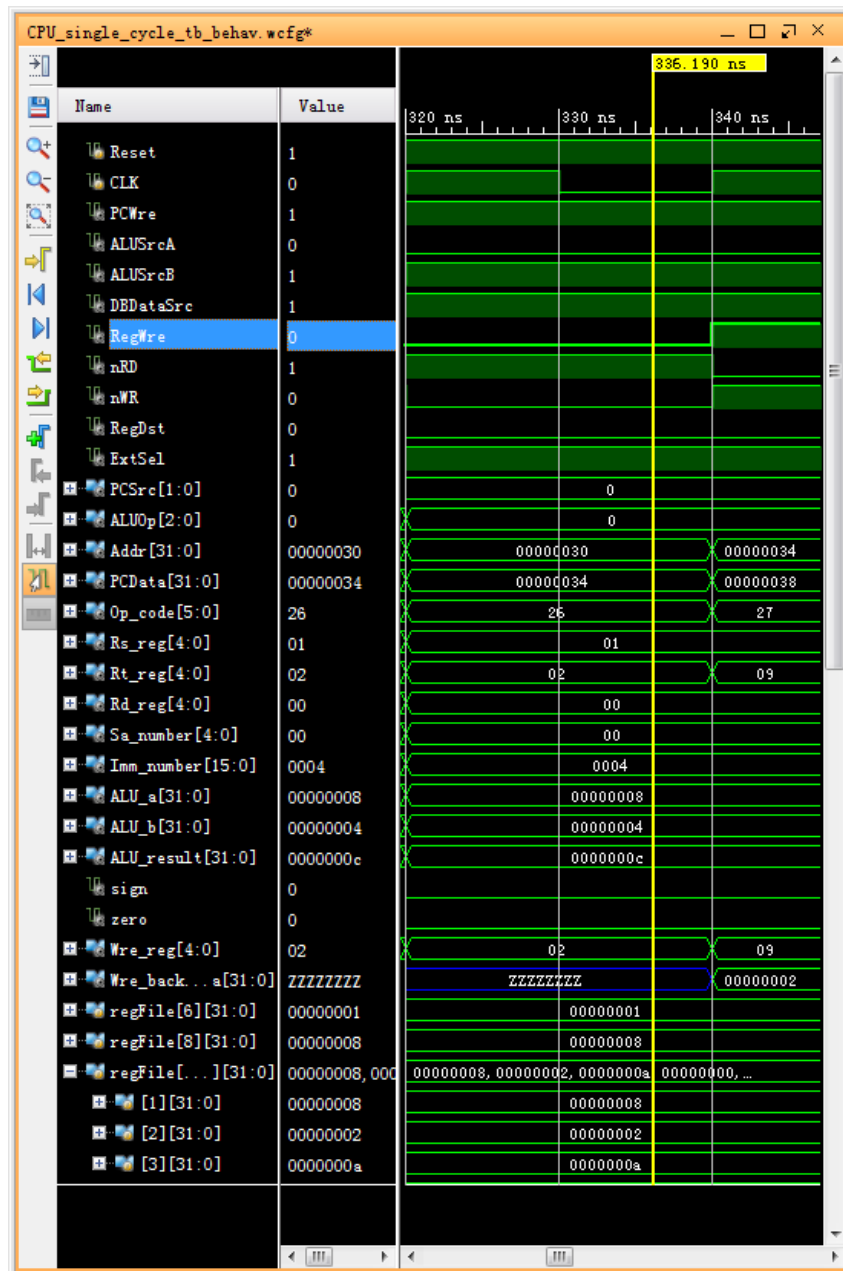 CPU_single_cycle_tb_behav.wcfg*
336.190 ns
Name Value 320 ns 330 ns 340 ns
Reset 1
CLK 0
PCWre 1
ALUSrcA 0
ALUSrcB 1
DBDataSrc 1
RegWre 0
nRD 1
nWR 0
RegDst 0
ExtSel 1
PCSrc[1:0] 0 0
ALUOp[2:0] 0 0
Addr[31:0] 00000030 00000030 00000034
PCData[31:0] 00000034 00000034 00000038
Op_code[5:0] 26 26 27
Rs_reg[4:0] 01 01
Rt_reg[4:0] 02 02 09
Rd_reg[4:0] 00 00
Sa_number[4:0] 00 00
Imm_number[15:0] 0004 0004
ALU_a[31:0] 00000008 00000008
ALU_b[31:0] 00000004 00000004
ALU_result[31:0] 0000000c 0000000c
sign 0
zero 0
Wre_reg[4:0] 02 02 09
Wre_back...a[31:0] ZZZZZZZZ ZZZZZZZZ 00000002
regFile[6][31:0] 00000001 00000001
regFile[8][31:0] 00000008 00000008
regFile[...][31:0] 00000008,000 00000008, 00000002, 0000000a 00000000, ...
[1][31:0] 00000008 00000008
[2][31:0] 00000002 00000002
[3][31:0] 0000000a 0000000a